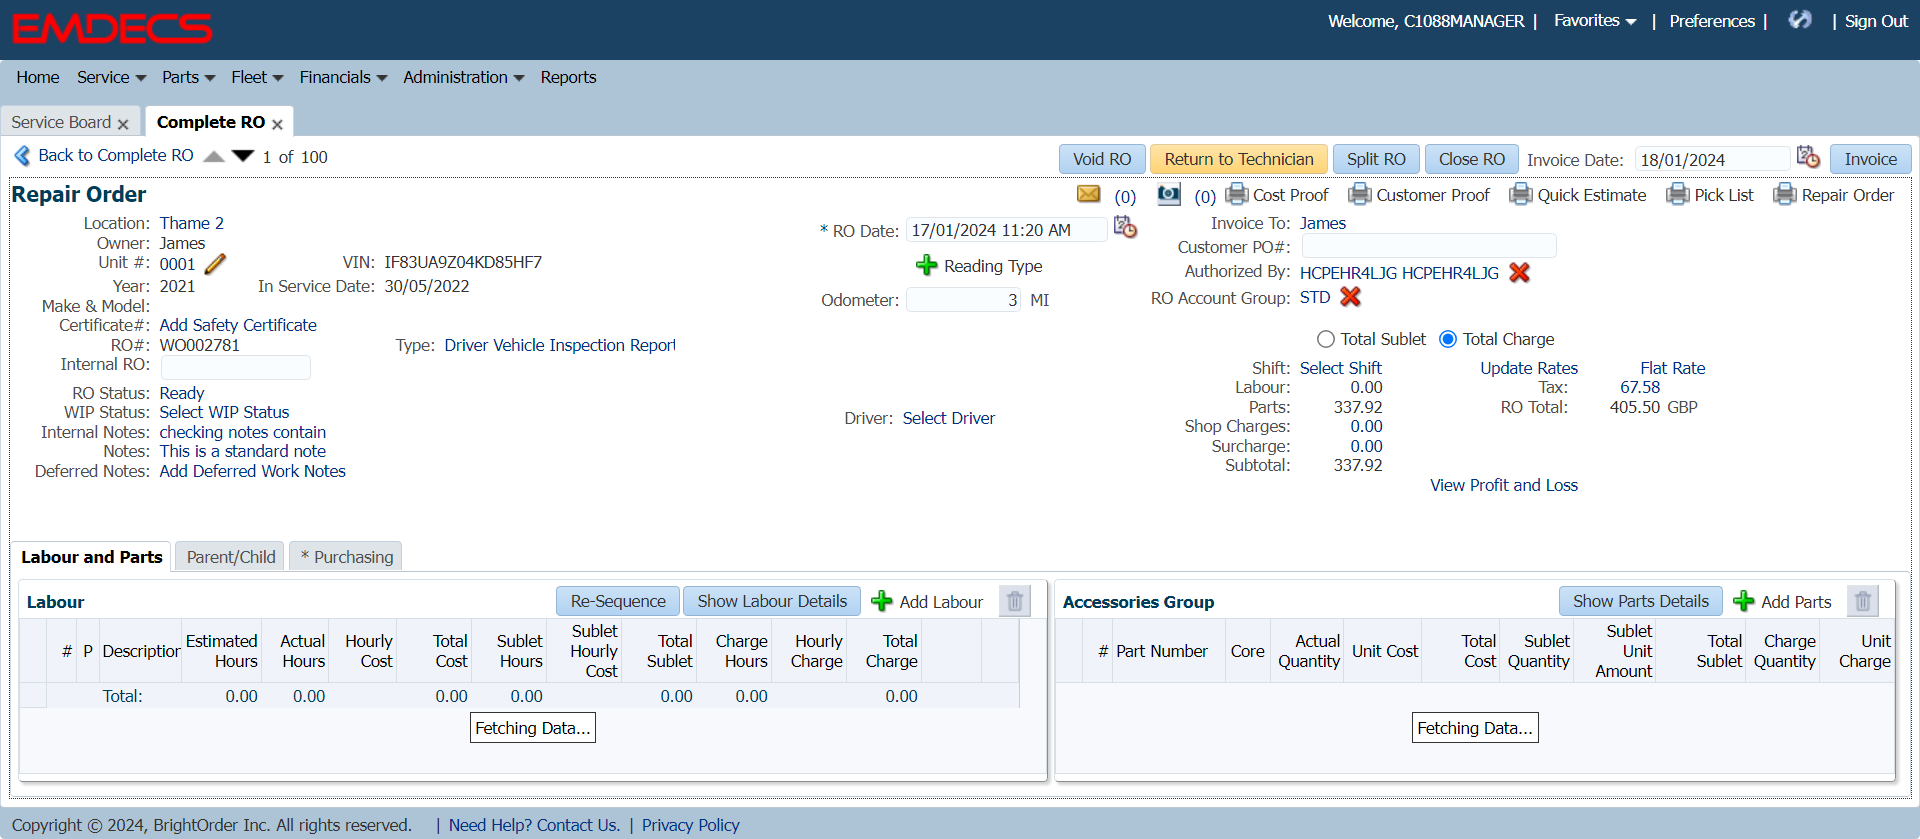 EMDECS
Welcome, C1088MANAGER | Favorites | Preferences | | Sign Out
Home Service Parts Fleet Financials Administration Reports
Service Board Complete RO
Back to Complete RO 1 of 100 Void RO Return to Technician Split RO Close RO Invoice Date: 18/01/2024 Invoice
Repair Order (0) (0) Cost Proof Customer Proof Quick Estimate Pick List Repair Order
Location: Thame 2 * RO Date: 17/01/2024 11:20 AM Invoice To: James
Owner: James Customer PO#:
Unit #: 0001 VIN: IF83UA9Z04KD85HF7 Reading Type Authorized By: HCPEHR4LJG HCPEHR4LJG
Year: 2021 In Service Date: 30/05/2022 Odometer: 3 MI RO Account Group: STD
Make & Model:
Certificate#: Add Safety Certificate
RO#: WO002781 Type: Driver Vehicle Inspection Report Total Sublet Total Charge
Internal RO: Shift: Select Shift Update Rates Flat Rate
RO Status: Ready Labour: 0.00 Tax: 67.58
WIP Status: Select WIP Status Driver: Select Driver Parts: 337.92 RO Total: 405.50 GBP
Internal Notes: checking notes contain Shop Charges: 0.00
Notes: This is a standard note Surcharge: 0.00
Deferred Notes: Add Deferred Work Notes Subtotal: 337.92
View Profit and Loss
Labour and Parts Parent/Child * Purchasing
Labour Re-Sequence Show Labour Details Add Labour
# P Description Estimated Hours Actual Hours Hourly Cost Total Cost Sublet Hours Sublet Hourly Cost Total Sublet Charge Hours Hourly Charge Total Charge
Total: 0.00 0.00 0.00 0.00 0.00 0.00 0.00
Fetching Data...
Accessories Group Show Parts Details Add Parts
# Part Number Core Actual Quantity Unit Cost Total Cost Sublet Quantity Sublet Unit Amount Total Sublet Charge Quantity Unit Charge
Fetching Data...
Copyright © 2024, BrightOrder Inc. All rights reserved. | Need Help? Contact Us. | Privacy Policy